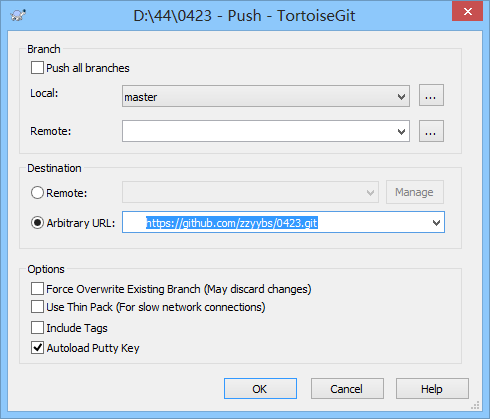 D:\44\0423 - Push - TortoiseGit
Branch
Push all branches
Local:
master
...
Remote:
...
Destination
Remote:
Manage
Arbitrary URL:
https://github.com/zzyybs/0423.git
Options
Force Overwrite Existing Branch (May discard changes)
Use Thin Pack (For slow network connections)
Include Tags
Autoload Putty Key
OK
Cancel
Help